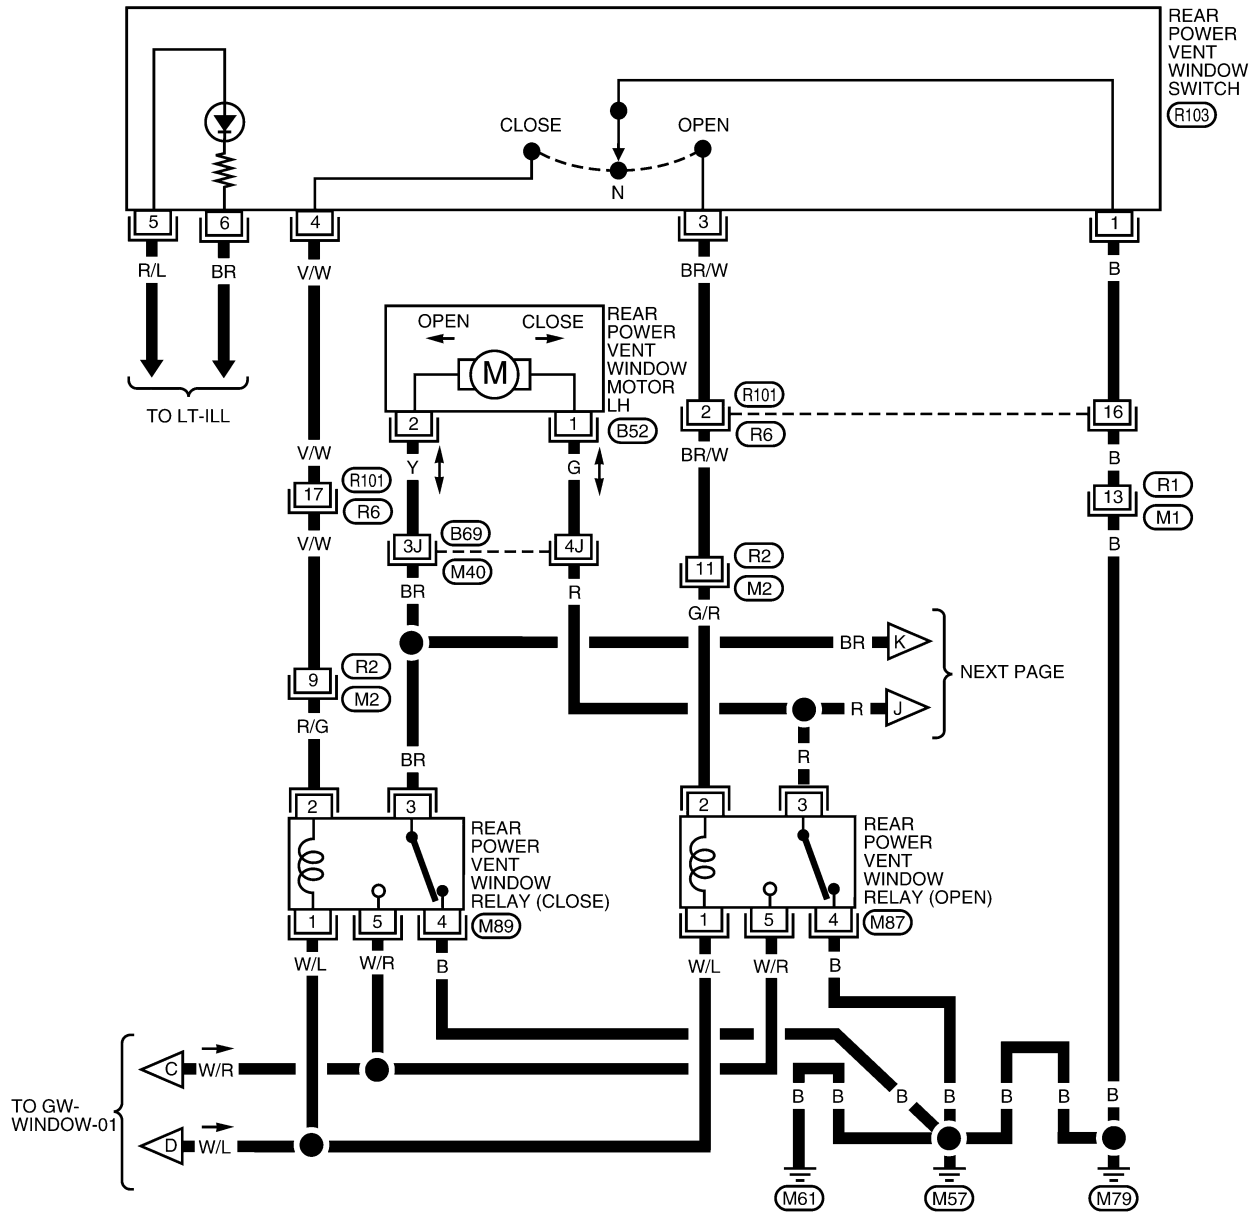 REAR
POWER
VENT
WINDOW
SWITCH
R103
CLOSE
OPEN
N
5
6
4
3
1
R/L
BR
V/W
BR/W
B
TO LT-ILL
OPEN
CLOSE
M
REAR
POWER
VENT
WINDOW
MOTOR
LH
2
1
B52
2
R101
R6
16
Y
G
V/W
BR/W
B
17
R101
R6
13
R1
M1
V/W
B
3J
B69
M40
4J
11
R2
M2
BR
R
G/R
BR
K
NEXT PAGE
R
J
9
R2
M2
R/G
BR
R
2
3
REAR
POWER
VENT
WINDOW
RELAY (CLOSE)
1
5
4
M89
2
3
REAR
POWER
VENT
WINDOW
RELAY (OPEN)
1
5
4
M87
W/L
W/R
B
W/L
W/R
B
C
W/R
TO GW-
WINDOW-01
D
W/L
B
B
B
B
B
B
B
M61
M57
M79